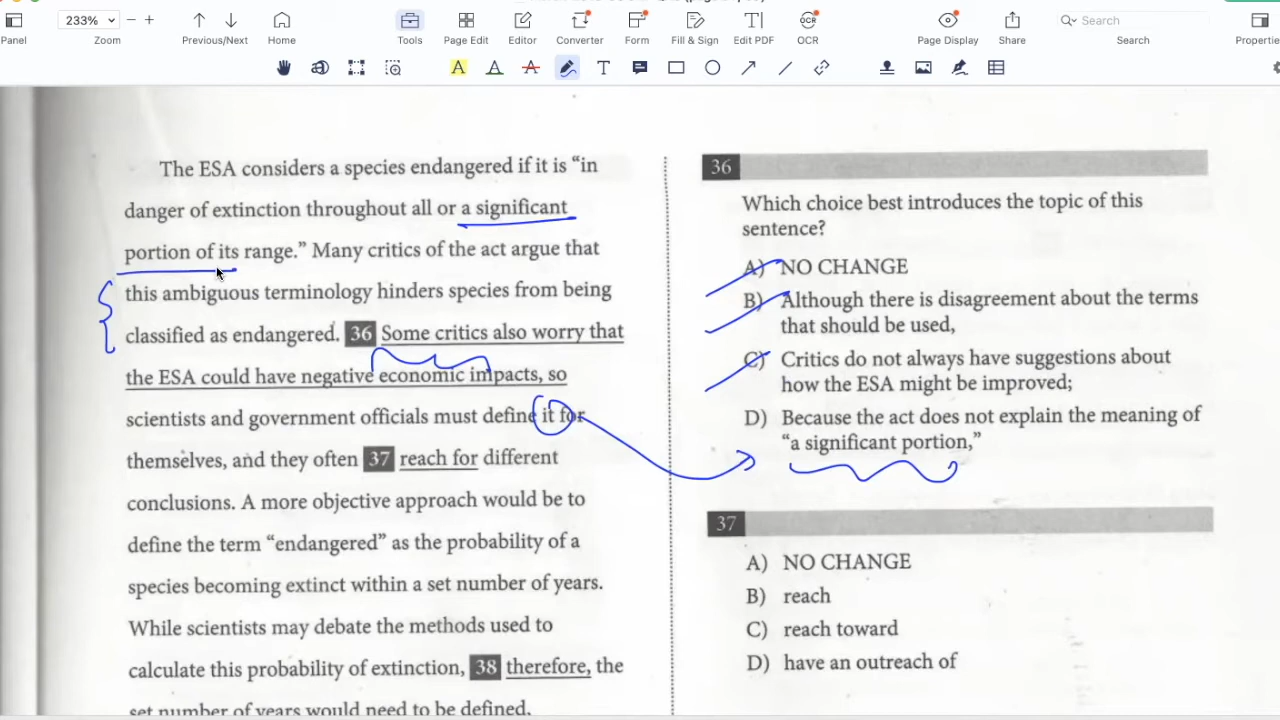 233%
Panel
Zoom
Previous/Next
Home
Tools
Page Edit
Editor
Converter
Form
Fill & Sign
Edit PDF
OCR
OCR
Page Display
Share
Search
Search
Propertie
The ESA considers a species endangered if it is “in
danger of extinction throughout all or a significant
portion of its range.” Many critics of the act argue that
this ambiguous terminology hinders species from being
classified as endangered. 36 Some critics also worry that
the ESA could have negative economic impacts, so
scientists and government officials must define it for
themselves, and they often 37 reach for different
conclusions. A more objective approach would be to
define the term “endangered” as the probability of a
species becoming extinct within a set number of years.
While scientists may debate the methods used to
calculate this probability of extinction, 38 therefore, the
set number of years would need to be defined,
36
Which choice best introduces the topic of this
sentence?
A) NO CHANGE
B) Although there is disagreement about the terms
that should be used,
C) Critics do not always have suggestions about
how the ESA might be improved;
D) Because the act does not explain the meaning of
“a significant portion,”
37
A) NO CHANGE
B) reach
C) reach toward
D) have an outreach of